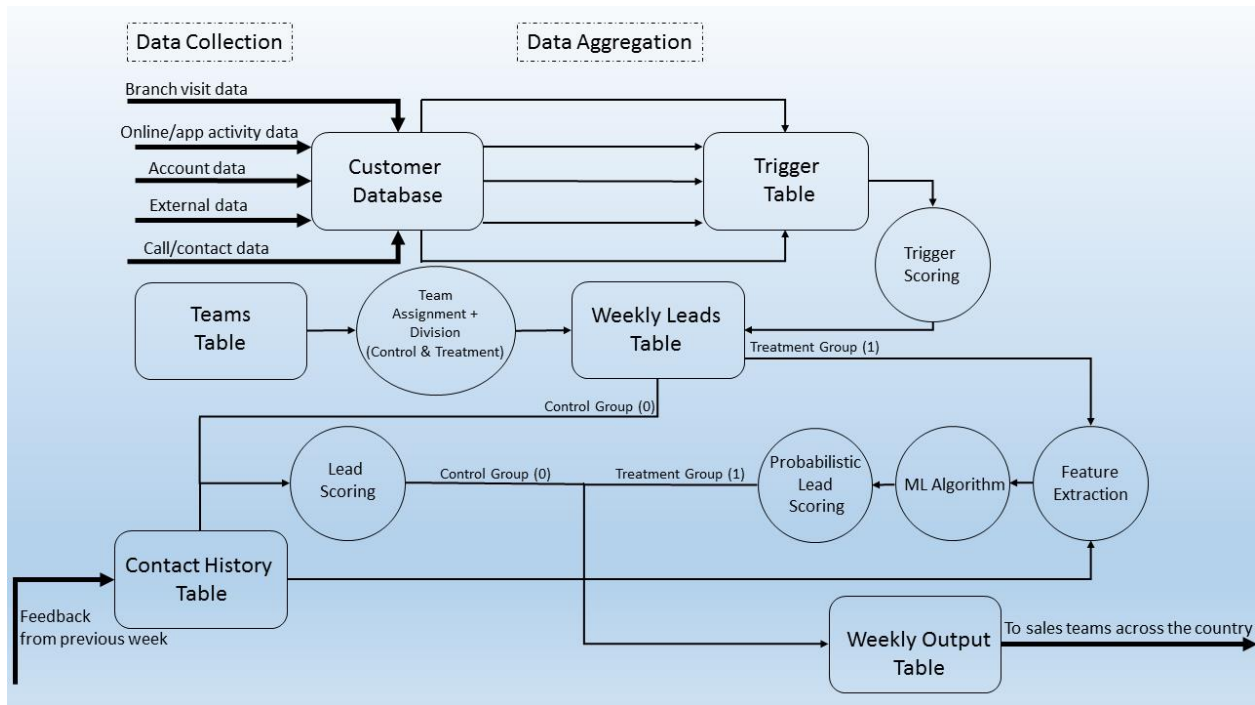 Data Collection
Data Aggregation
Branch visit data
Online/app activity data
Account data
External data
Call/contact data
Customer
Database
Trigger
Table
Trigger
Scoring
Teams
Table
Team
Assignment +
Division
(Control & Treatment)
Weekly Leads
Table
Treatment Group (1)
Control Group (0)
Lead
Scoring
Control Group (0)
Treatment Group (1)
Probabilistic
Lead
Scoring
ML Algorithm
Feature
Extraction
Contact History
Table
Feedback
from previous week
Weekly Output
Table
To sales teams across the country